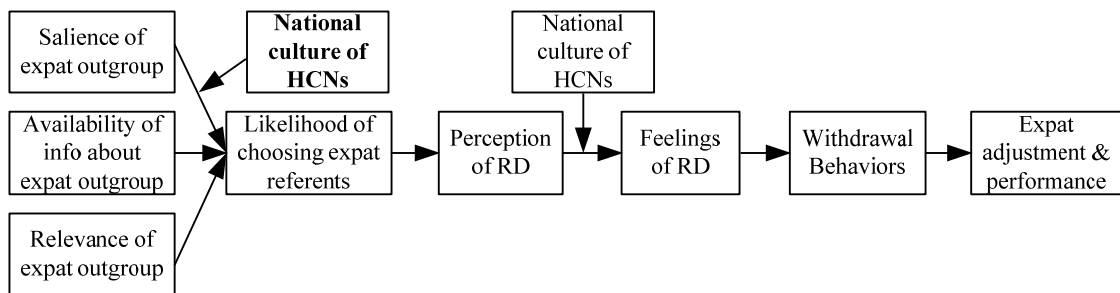 Salience of
expat outgroup
National
culture of
HCNs
National
culture of
HCNs
Availability of
info about
expat outgroup
Likelihood of
choosing expat
referents
Perception
of RD
Feelings
of RD
Withdrawal
Behaviors
Expat
adjustment &
performance
Relevance of
expat outgroup